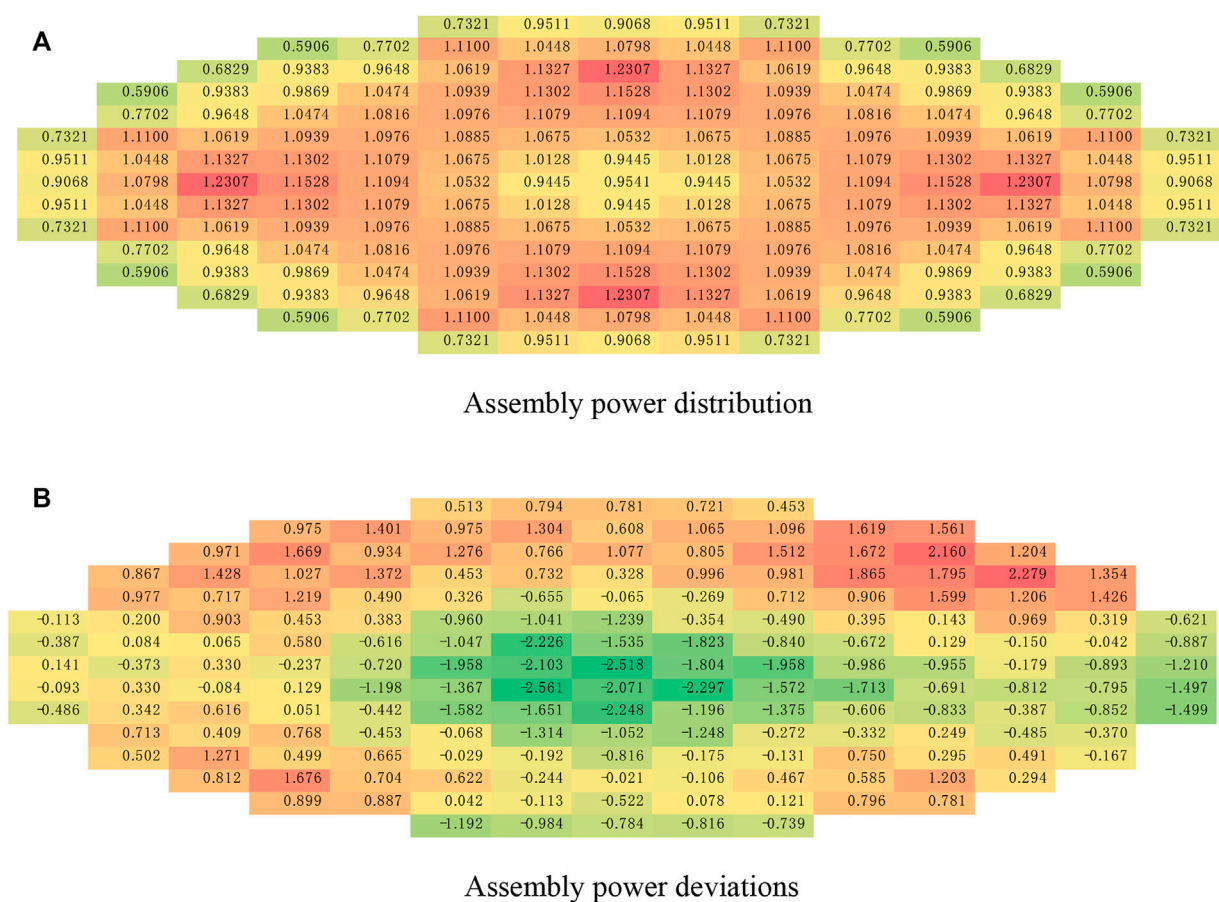 A
0.7321 0.9511 0.9068 0.9511 0.7321
0.5906 0.7702 1.1100 1.0448 1.0798 1.0448 1.1100 0.7702 0.5906
0.6829 0.9383 0.9648 1.0619 1.1327 1.2307 1.1327 1.0619 0.9648 0.9383 0.6829
0.5906 0.9383 0.9869 1.0474 1.0939 1.1302 1.1528 1.1302 1.0939 1.0474 0.9869 0.9383 0.5906
0.7702 0.9648 1.0474 1.0816 1.0976 1.1079 1.1094 1.1079 1.0976 1.0816 1.0474 0.9648 0.7702
0.7321 1.1100 1.0619 1.0939 1.0976 1.0885 1.0675 1.0532 1.0675 1.0885 1.0976 1.0939 1.0619 1.1100 0.7321
0.9511 1.0448 1.1327 1.1302 1.1079 1.0675 1.0128 0.9445 1.0128 1.0675 1.1079 1.1302 1.1327 1.0448 0.9511
0.9068 1.0798 1.2307 1.1528 1.1094 1.0532 0.9445 0.9541 0.9445 1.0532 1.1094 1.1528 1.2307 1.0798 0.9068
0.9511 1.0448 1.1327 1.1302 1.1079 1.0675 1.0128 0.9445 1.0128 1.0675 1.1079 1.1302 1.1327 1.0448 0.9511
0.7321 1.1100 1.0619 1.0939 1.0976 1.0885 1.0675 1.0532 1.0675 1.0885 1.0976 1.0939 1.0619 1.1100 0.7321
0.7702 0.9648 1.0474 1.0816 1.0976 1.1079 1.1094 1.1079 1.0976 1.0816 1.0474 0.9648 0.7702
0.5906 0.9383 0.9869 1.0474 1.0939 1.1302 1.1528 1.1302 1.0939 1.0474 0.9869 0.9383 0.5906
0.6829 0.9383 0.9648 1.0619 1.1327 1.2307 1.1327 1.0619 0.9648 0.9383 0.6829
0.5906 0.7702 1.1100 1.0448 1.0798 1.0448 1.1100 0.7702 0.5906
0.7321 0.9511 0.9068 0.9511 0.7321
Assembly power distribution
B
0.513 0.794 0.781 0.721 0.453
0.975 1.401 0.975 1.304 0.608 1.065 1.096 1.619 1.561
0.971 1.669 0.934 1.276 0.766 1.077 0.805 1.512 1.672 2.160 1.204
0.867 1.428 1.027 1.372 0.453 0.732 0.328 0.996 0.981 1.865 1.795 2.279 1.354
0.977 0.717 1.219 0.490 0.326 -0.655 -0.065 -0.269 0.712 0.906 1.599 1.206 1.426
-0.113 0.200 0.903 0.453 0.383 -0.960 -1.041 -1.239 -0.354 -0.490 0.395 0.143 0.969 0.319 -0.621
-0.387 0.084 0.065 0.580 -0.616 -1.047 -2.226 -1.535 -1.823 -0.840 -0.672 0.129 -0.150 -0.042 -0.887
0.141 -0.373 0.330 -0.237 -0.720 -1.958 -2.103 -2.518 -1.804 -1.958 -0.986 -0.955 -0.179 -0.893 -1.210
-0.093 0.330 -0.084 0.129 -1.198 -1.367 -2.561 -2.071 -2.297 -1.572 -1.713 -0.691 -0.812 -0.795 -1.497
-0.486 0.342 0.616 0.051 -0.442 -1.582 -1.651 -2.248 -1.196 -1.375 -0.606 -0.833 -0.387 -0.852 -1.499
0.713 0.409 0.768 -0.453 -0.068 -1.314 -1.052 -1.248 -0.272 -0.332 0.249 -0.485 -0.370
0.502 1.271 0.499 0.665 -0.029 -0.192 -0.816 -0.175 -0.131 0.750 0.295 0.491 -0.167
0.812 1.676 0.704 0.622 -0.244 -0.021 -0.106 0.467 0.585 1.203 0.294
0.899 0.887 0.042 -0.113 -0.522 0.078 0.121 0.796 0.781
-1.192 -0.984 -0.784 -0.816 -0.739
Assembly power deviations